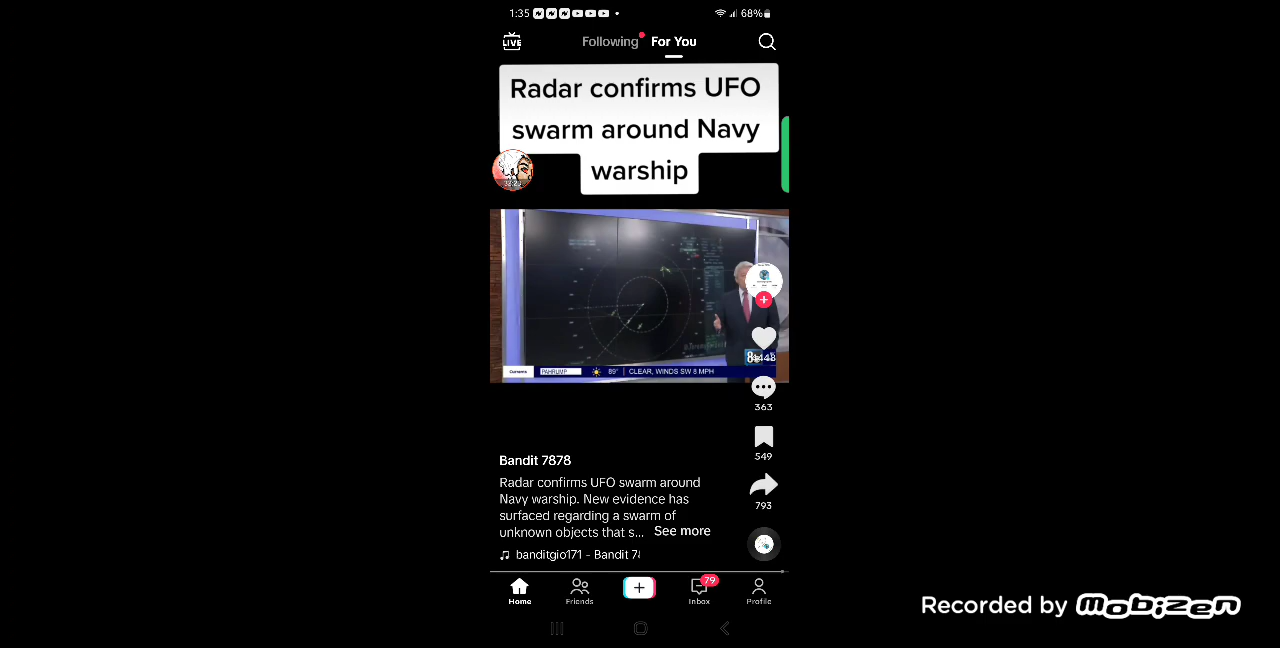 1:35
68%
LIVE
Following For You
Radar confirms UFO
swarm around Navy
warship
Currents PAHRUMP 89° CLEAR, WINDS SW 8 MPH
363
549
793
Bandit 7878
Radar confirms UFO swarm around
Navy warship. New evidence has
surfaced regarding a swarm of
unknown objects that s... See more
banditgio171 - Bandit 7
79
Home Friends Inbox Profile
Recorded by mobizen